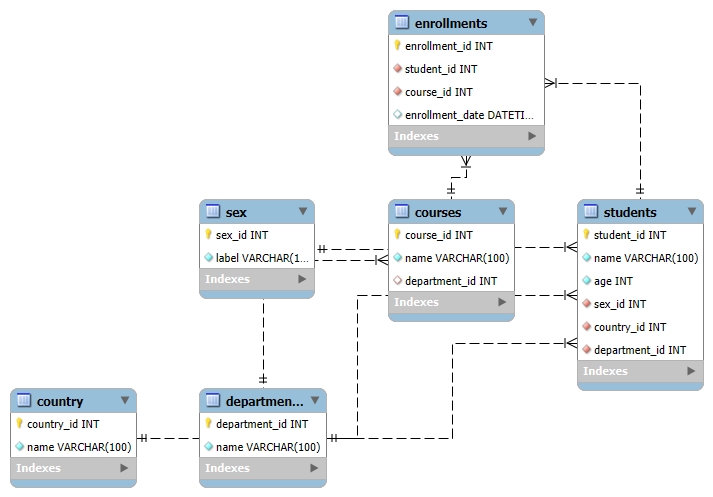 enrollments
enrollment_id INT
student_id INT
course_id INT
enrollment_date DATETI...
Indexes
sex
sex_id INT
label VARCHAR(1...
Indexes
courses
course_id INT
name VARCHAR(100)
department_id INT
Indexes
students
student_id INT
name VARCHAR(100)
age INT
sex_id INT
country_id INT
department_id INT
Indexes
country
country_id INT
name VARCHAR(100)
Indexes
departmen...
department_id INT
name VARCHAR(100)
Indexes